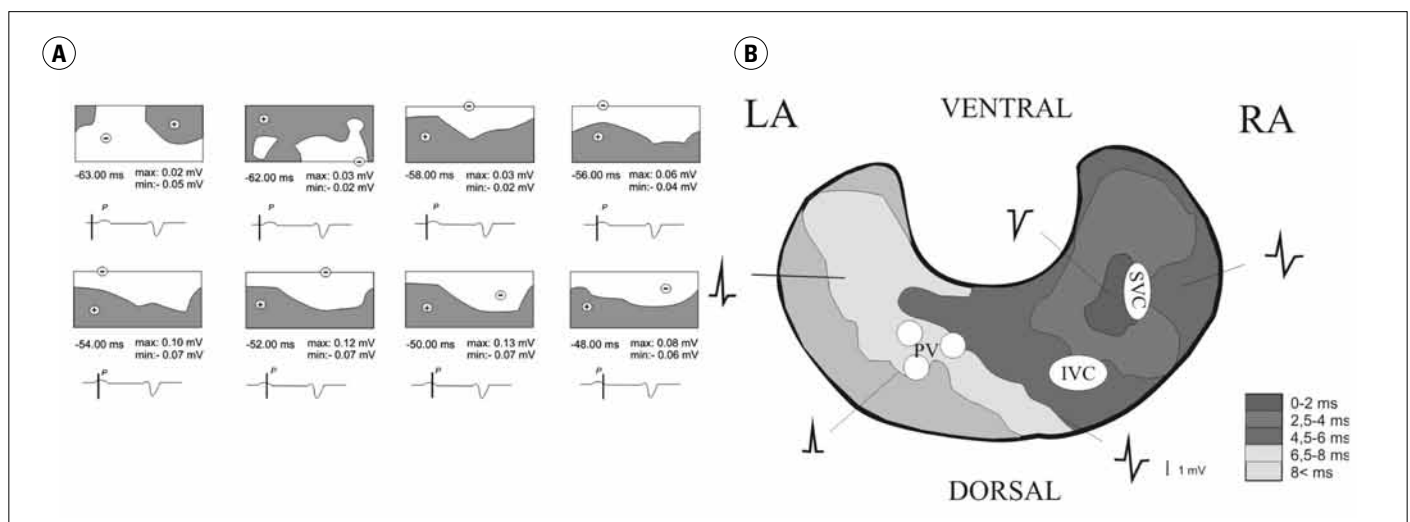 A
-63.00 ms max: 0.02 mV
min:- 0.05 mV
-62.00 ms max: 0.03 mV
min:- 0.02 mV
-58.00 ms max: 0.03 mV
min:- 0.02 mV
-56.00 ms max: 0.06 mV
min:- 0.04 mV
P
P
P
P
-54.00 ms max: 0.10 mV
min:- 0.07 mV
-52.00 ms max: 0.12 mV
min:- 0.07 mV
-50.00 ms max: 0.13 mV
min:- 0.07 mV
-48.00 ms max: 0.08 mV
min:- 0.06 mV
P
P
P
P
B
LA
VENTRAL
RA
SVC
PV
IVC
DORSAL
1 mV
0-2 ms
2,5-4 ms
4,5-6 ms
6,5-8 ms
8< ms